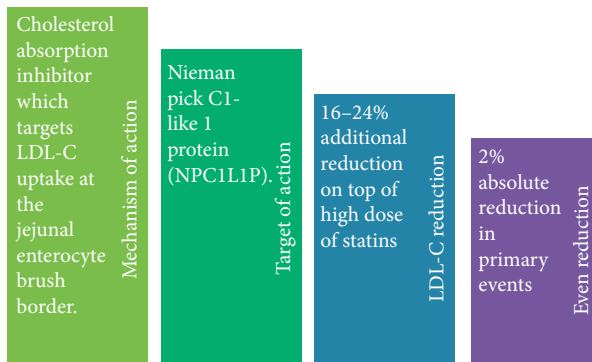 Cholesterol
absorption
inhibitor
which
targets
LDL-C
uptake at
the
jejunal
enterocyte
brush
border.
Mechanism of action
Nieman
pick C1-
like 1
protein
(NPC1L1P).
Target of action
16–24%
additional
reduction
on top of
high dose
of statins
LDL-C reduction
2%
absolute
reduction
in
primary
events
Even reduction